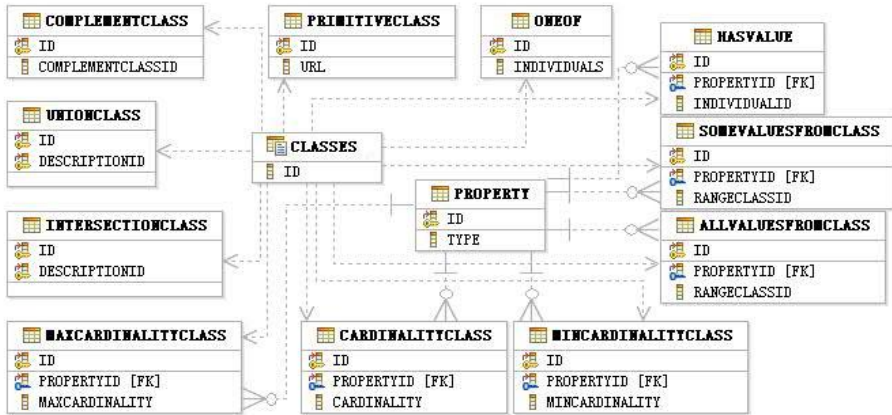 COMPLEMENTCLASS
ID
COMPLEMENTCLASSID
PRIMITIVECLASS
ID
URL
ONEOF
ID
INDIVIDUALS
HASVALUE
ID
PROPERTYID [FK]
INDIVIDUALID
UNIONCLASS
ID
DESCRIPTIONID
CLASSES
ID
SOMEVALUESFROMCLASS
ID
PROPERTYID [FK]
RANGECLASSID
PROPERTY
ID
TYPE
INTERSECTIONCLASS
ID
DESCRIPTIONID
ALLVALUESFROMCLASS
ID
PROPERTYID [FK]
RANGECLASSID
MAXCARDINALITYCLASS
ID
PROPERTYID [FK]
MAXCARDINALITY
CARDINALITYCLASS
ID
PROPERTYID [FK]
CARDINALITY
MINCARDINALITYCLASS
ID
PROPERTYID [FK]
MINCARDINALITY